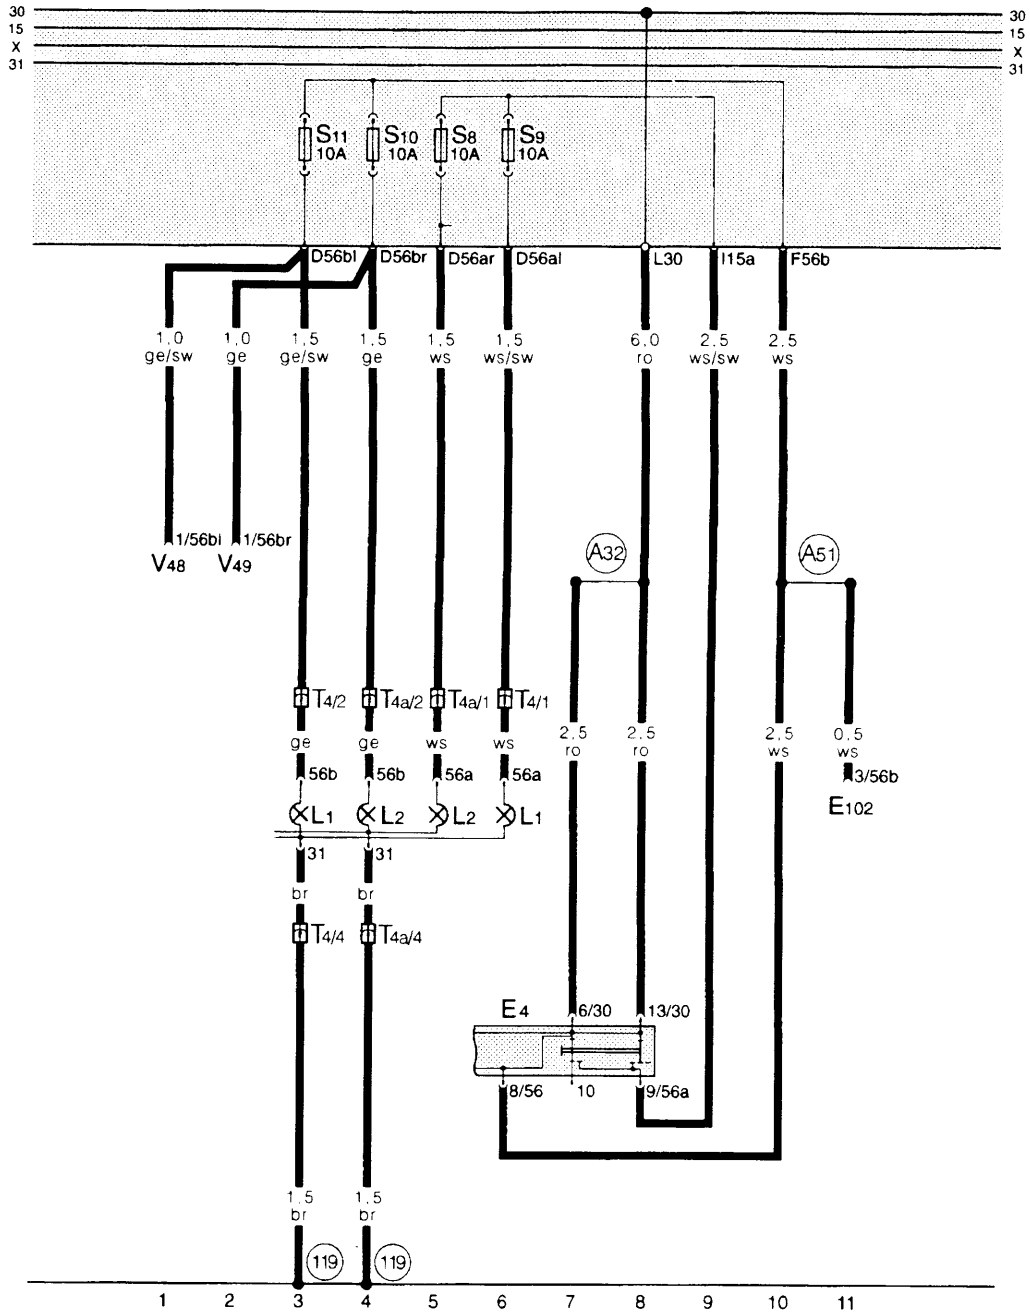 30 30
15 15
X X
31 31
S11 S10 S8 S9
10A 10A 10A 10A
D56bl D56br D56ar D56al L30 I15a F56b
1,0 1,0 1,5 1,5 1,5 1,5 6,0 2,5 2,5
ge/sw ge ge/sw ge ws ws/sw ro ws/sw ws
1/56bl 1/56br
V48 V49
A32 A51
T4/2 T4a/2 T4a/1 T4/1
2,5 2,5 2,5 0,5
ge ge ws ws ro ro ws ws
56b 56b 56a 56a 3/56b
E102
L1 L2 L2 L1
31 31
br br
T4/4 T4a/4
E4 6/30 13/30
8/56 10 9/56a
1,5 1,5
br br
119 119
1 2 3 4 5 6 7 8 9 10 11